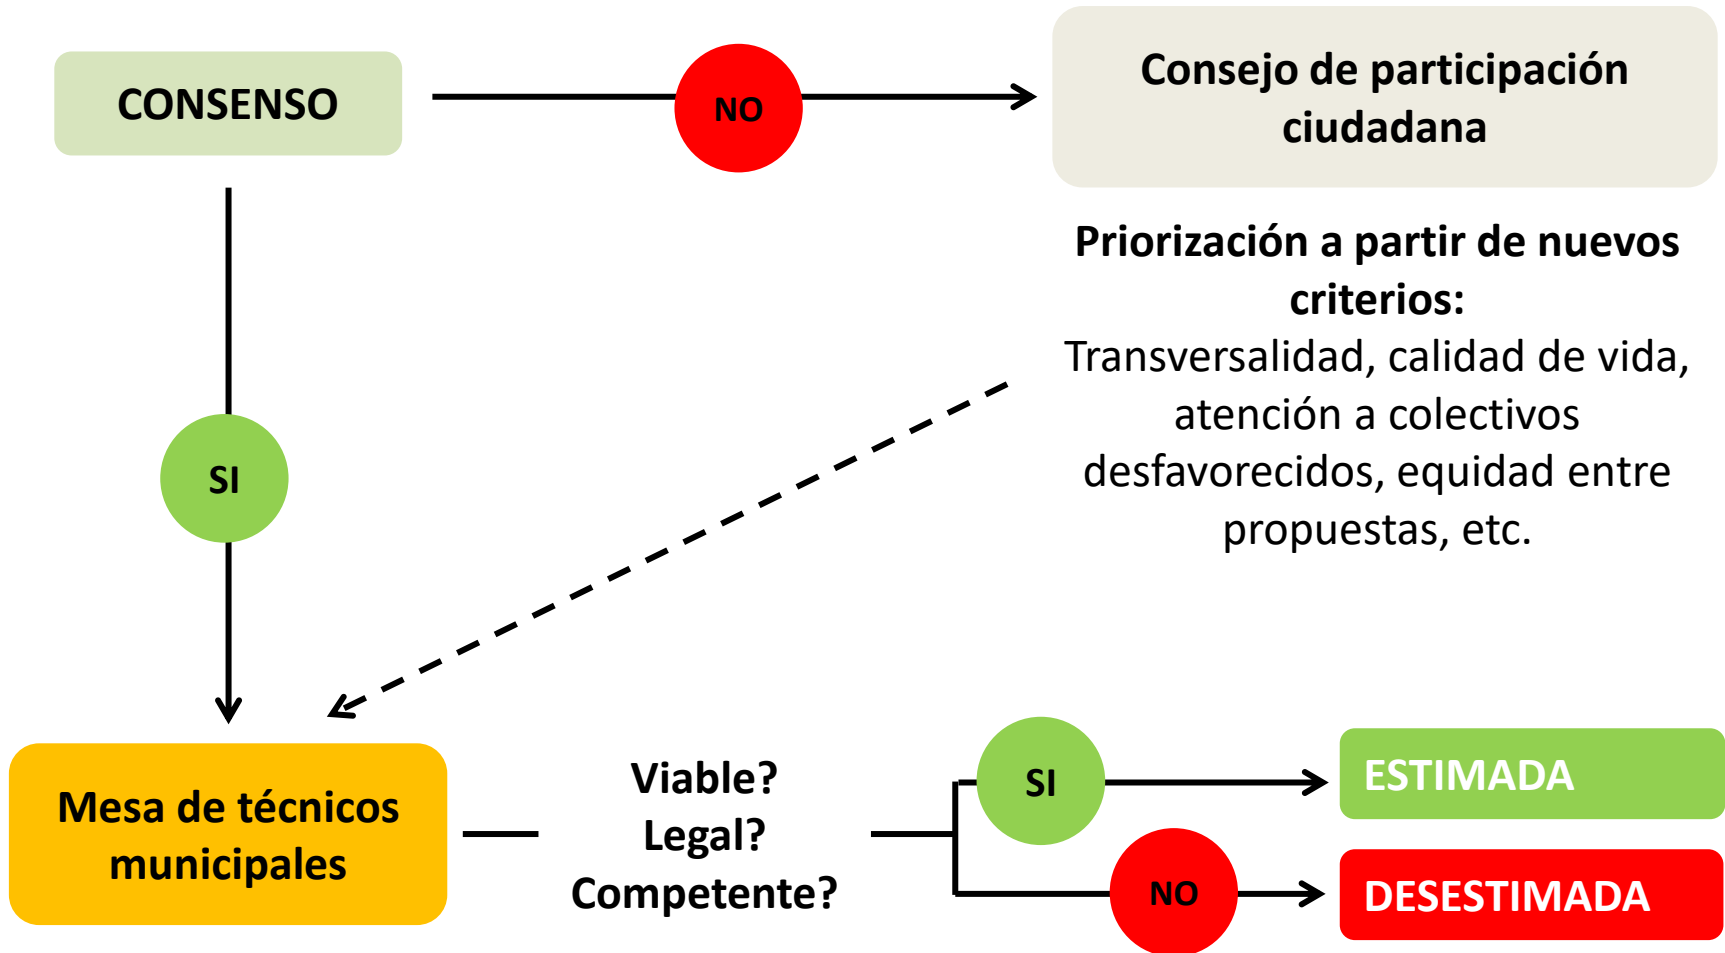 CONSENSO
NO
Consejo de participación
ciudadana
Priorización a partir de nuevos
criterios:
Transversalidad, calidad de vida,
atención a colectivos
desfavorecidos, equidad entre
propuestas, etc.
SI
Mesa de técnicos
municipales
Viable?
Legal?
Competente?
SI
ESTIMADA
NO
DESESTIMADA